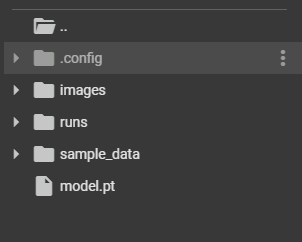 ..
.config
images
runs
sample_data
model.pt